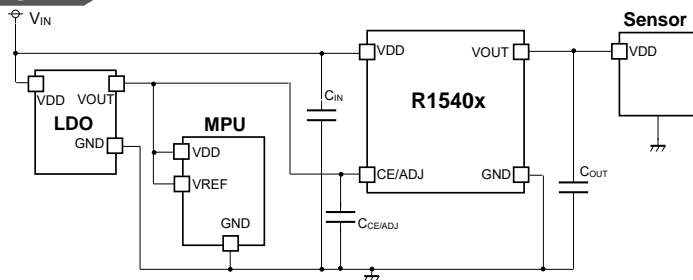 VIN
Sensor
VDD
VOUT
VDD
R1540x
CIN
VDD
VOUT
LDO
GND
MPU
VDD
VREF
GND
CE/ADJ
GND
COUT
CCE/ADJ